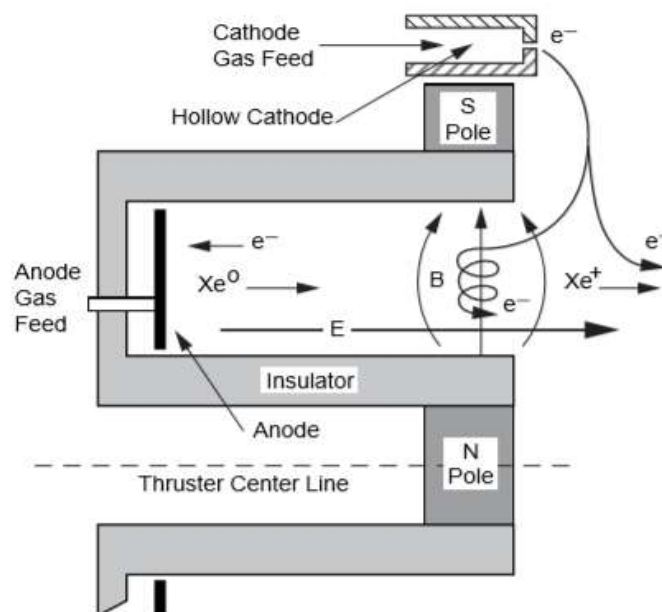 Cathode
Gas Feed
e⁻
Hollow Cathode
S
Pole
e⁻
e⁻
Anode
Gas
Feed
Xe⁰
B
Xe⁺
e⁻
E
Insulator
Anode
N
Pole
Thruster Center Line